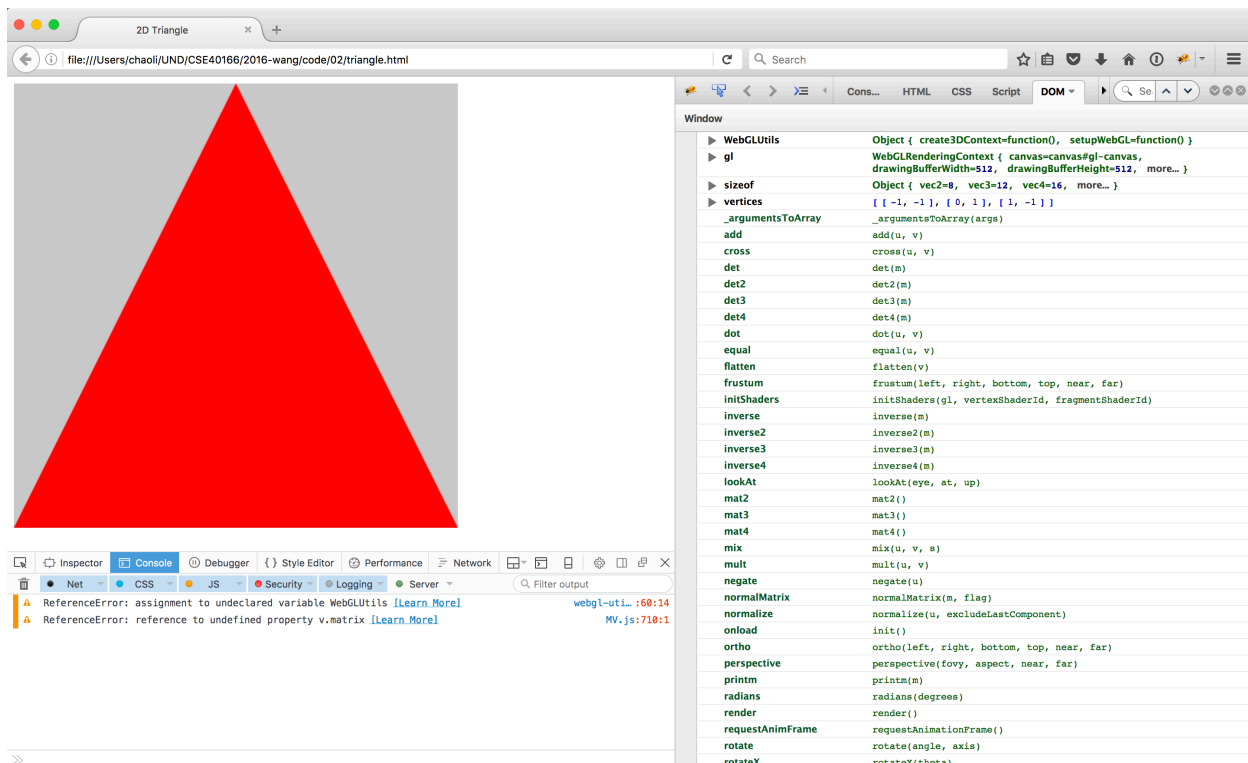 2D Triangle
file:///Users/chaoli/UND/CSE40166/2016-wang/code/02/triangle.html
Search
Cons... HTML CSS Script DOM Se
Window
WebGLUtils Object { create3DContext=function(), setupWebGL=function() }
gl WebGLRenderingContext { canvas=canvas#gl-canvas,
drawingBufferWidth=512, drawingBufferHeight=512, more... }
sizeof Object { vec2=8, vec3=12, vec4=16, more... }
vertices [ [ -1, -1 ], [ 0, 1 ], [ 1, -1 ] ]
_argumentsToArray _argumentsToArray(args)
add add(u, v)
cross cross(u, v)
det det(m)
det2 det2(m)
det3 det3(m)
det4 det4(m)
dot dot(u, v)
equal equal(u, v)
flatten flatten(v)
frustum frustum(left, right, bottom, top, near, far)
initShaders initShaders(gl, vertexShaderId, fragmentShaderId)
inverse inverse(m)
inverse2 inverse2(m)
inverse3 inverse3(m)
inverse4 inverse4(m)
lookAt lookAt(eye, at, up)
mat2 mat2()
mat3 mat3()
mat4 mat4()
mix mix(u, v, s)
mult mult(u, v)
negate negate(u)
normalMatrix normalMatrix(m, flag)
normalize normalize(u, excludeLastComponent)
onload init()
ortho ortho(left, right, bottom, top, near, far)
perspective perspective(fovy, aspect, near, far)
printm printm(m)
radians radians(degrees)
render render()
requestAnimFrame requestAnimationFrame()
rotate rotate(angle, axis)
rotateX rotateX(theta)
Inspector Console Debugger { } Style Editor Performance Network
Net CSS JS Security Logging Server Filter output
ReferenceError: assignment to undeclared variable WebGLUtils [Learn More] webgl-uti… :60:14
ReferenceError: reference to undefined property v.matrix [Learn More] MV.js:710:1